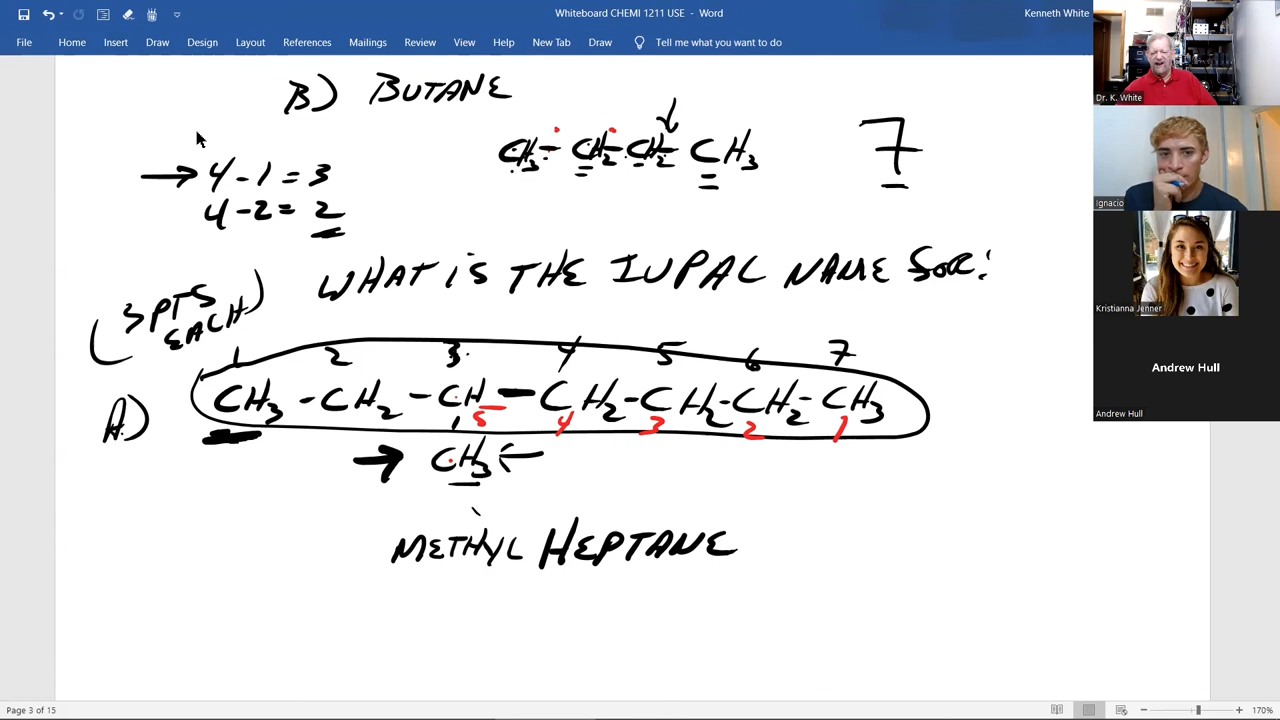 Whiteboard CHEMI 1211 USE - Word
Kenneth White
File Home Insert Draw Design Layout References Mailings Review View Help New Tab Draw Tell me what you want to do
B) BUTANE
CH3 - CH2 - CH2 - CH3
7
4-1=3
4-2=2
WHAT IS THE IUPAC NAME FOR:
(3 PTS
EACH)
1 2 3 4 5 6 7
A.) CH3 - CH2 - CH - CH2 - CH2 - CH2 - CH3
5 4 3 2 1
CH3
METHYL HEPTANE
Dr. K. White
Ignacio
Kristianna Jenner
Andrew Hull
Andrew Hull
Page 3 of 15
170%